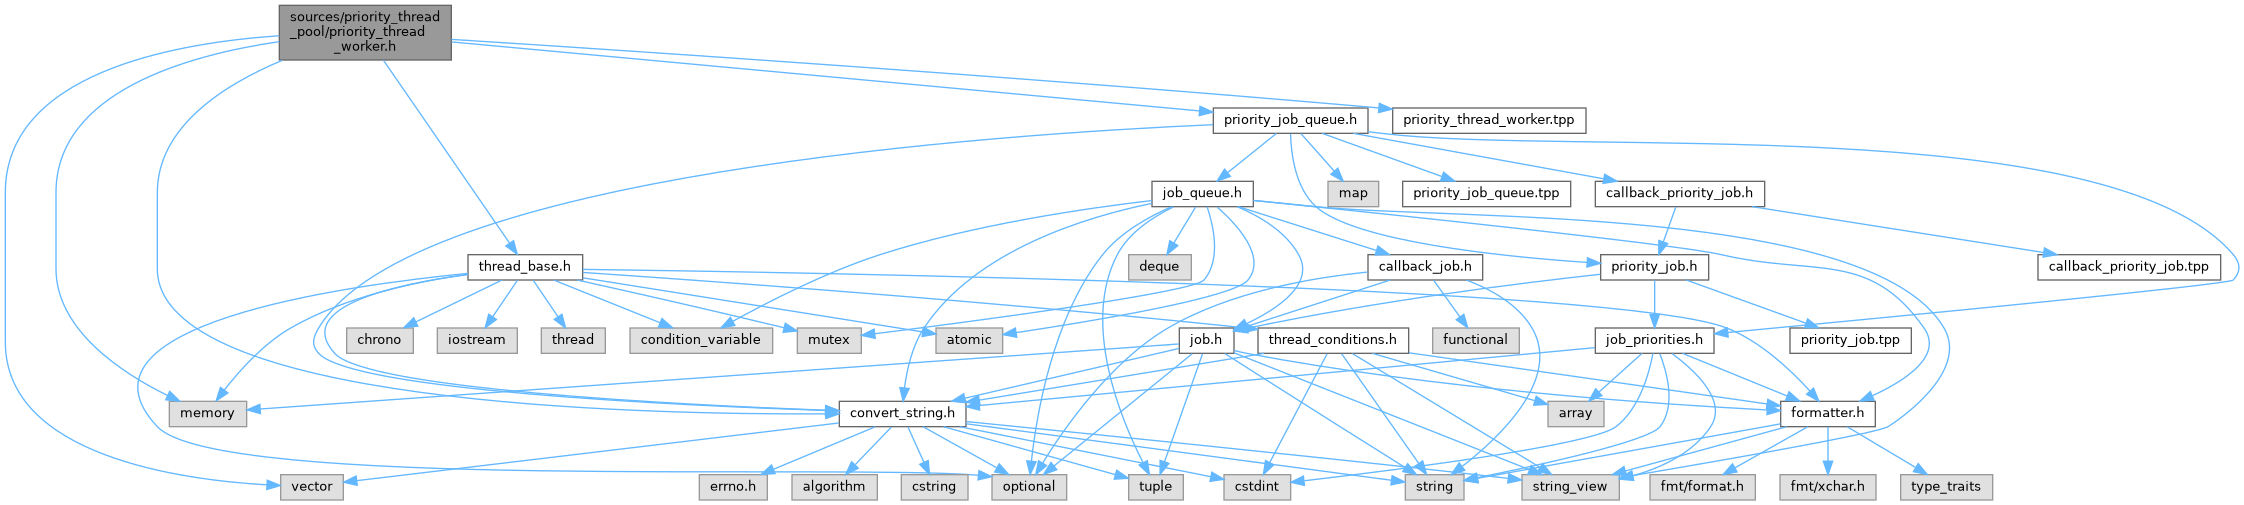 sources/priority_thread
_pool/priority_thread
_worker.h
priority_job_queue.h
priority_thread_worker.tpp
job_queue.h
map
priority_job_queue.tpp
callback_priority_job.h
thread_base.h
deque
callback_job.h
priority_job.h
callback_priority_job.tpp
chrono
iostream
thread
condition_variable
mutex
atomic
job.h
thread_conditions.h
functional
job_priorities.h
priority_job.tpp
memory
convert_string.h
array
formatter.h
vector
errno.h
algorithm
cstring
optional
tuple
cstdint
string
string_view
fmt/format.h
fmt/xchar.h
type_traits